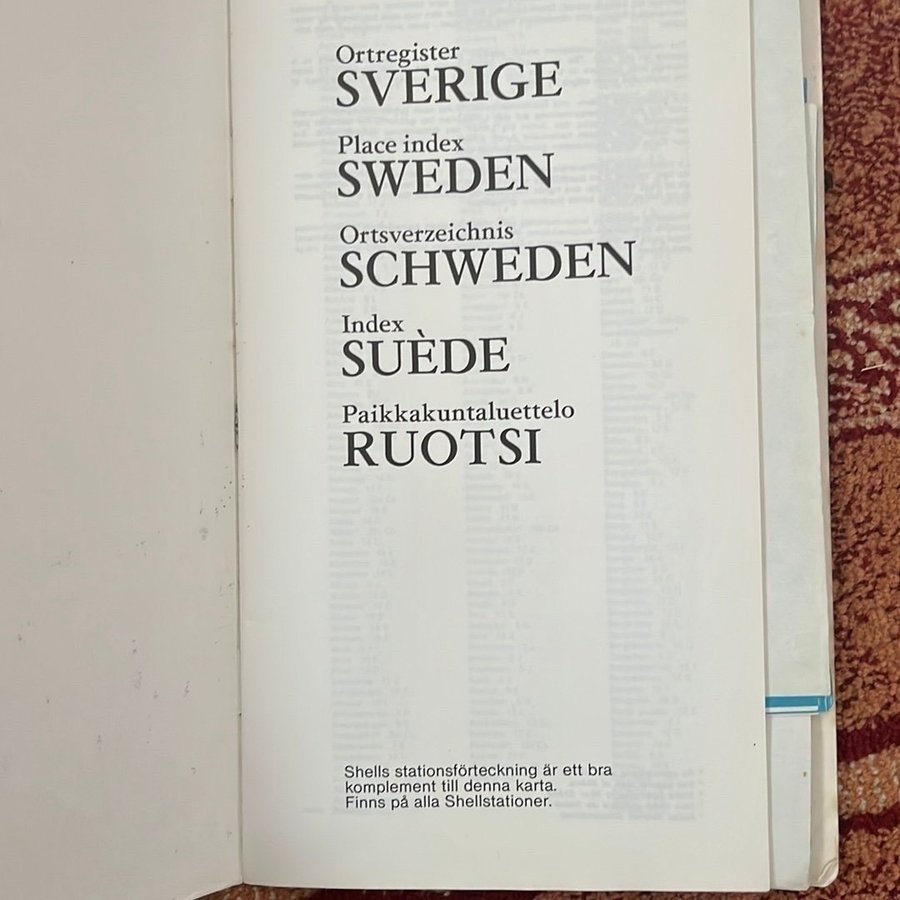 Ortregister
SVERIGE
Place index
SWEDEN
Ortsverzeichnis
SCHWEDEN
Index
SUÈDE
Paikkakuntaluettelo
RUOTSI
Shells stationsförteckning är ett bra
komplement till denna karta.
Finns på alla Shellstationer.